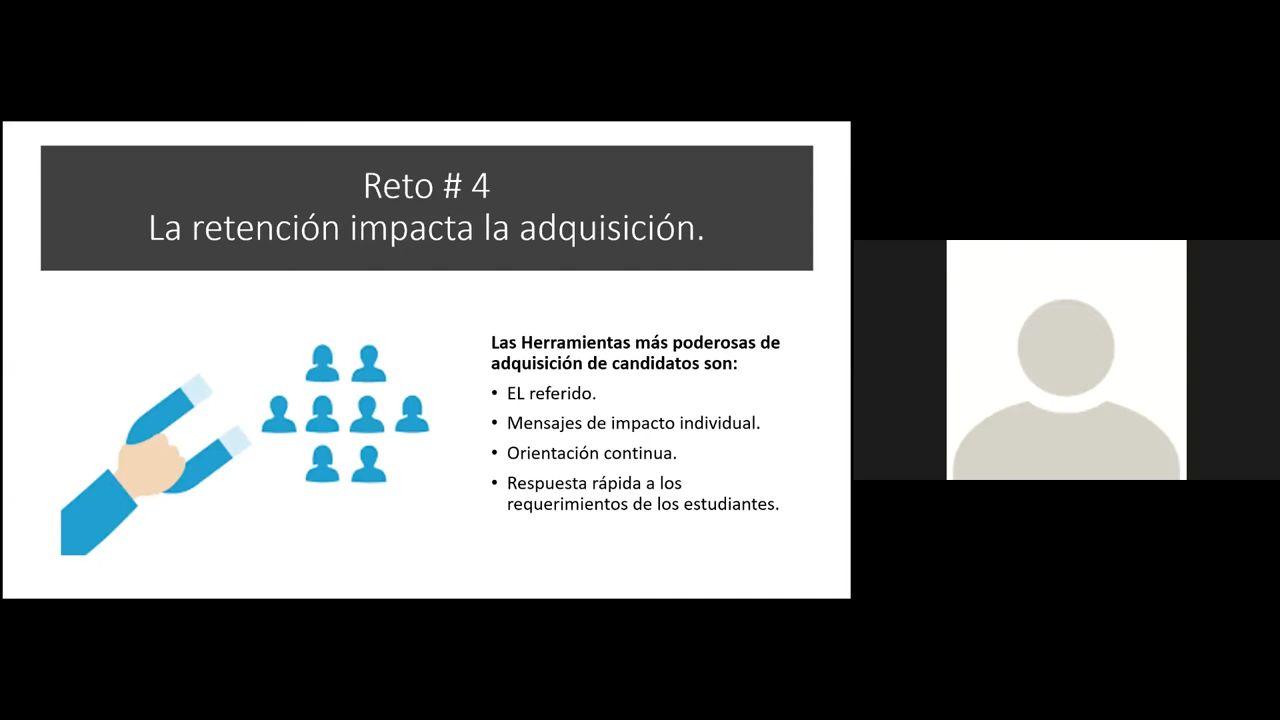 Reto # 4
La retención impacta la adquisición.
Las Herramientas más poderosas de
adquisición de candidatos son:
• EL referido.
• Mensajes de impacto individual.
• Orientación continua.
• Respuesta rápida a los
requerimientos de los estudiantes.